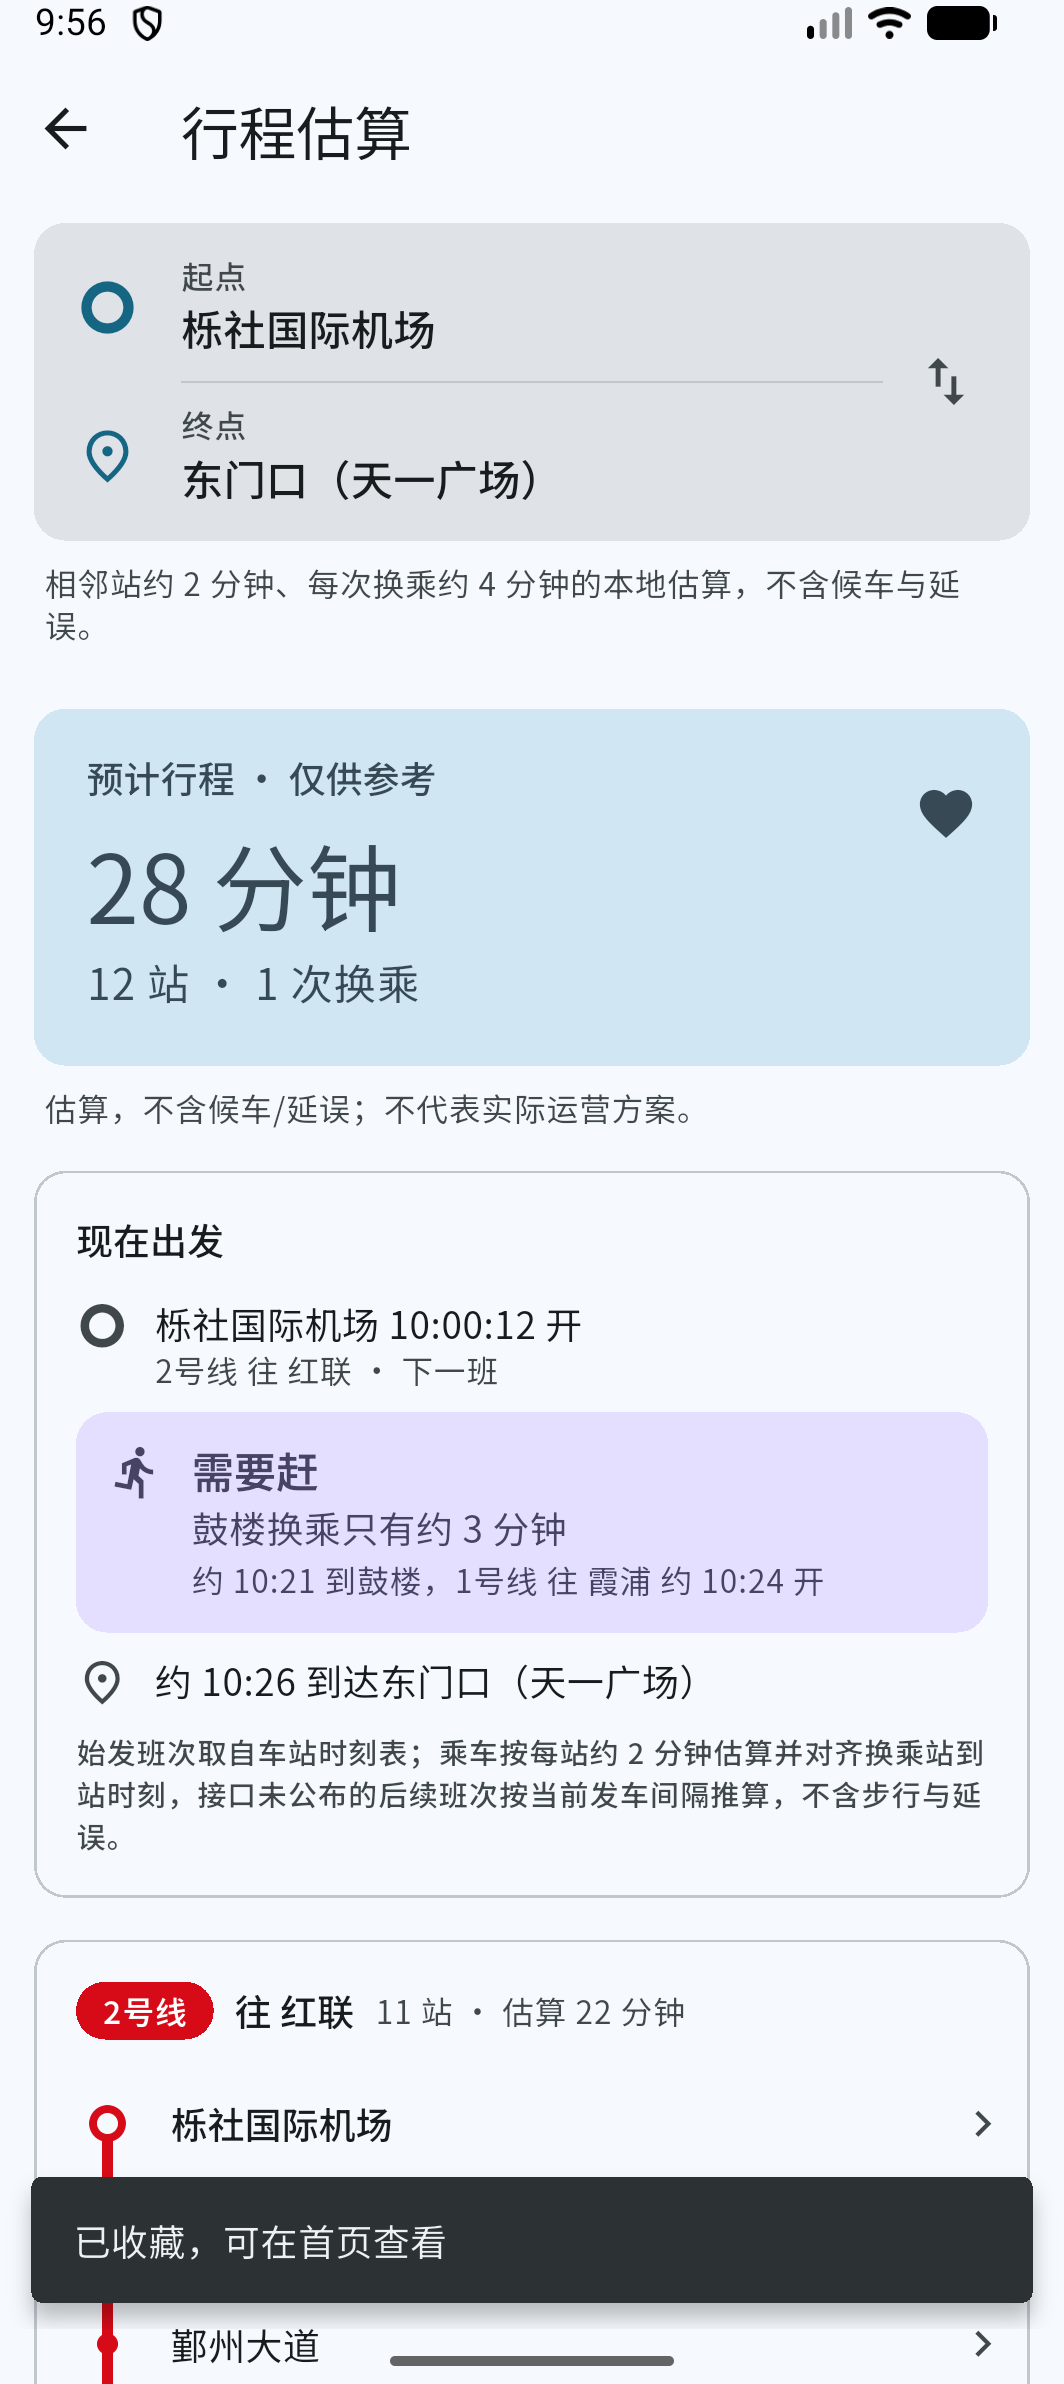 9:56
行程估算
起点
栎社国际机场
终点
东门口（天一广场）
相邻站约 2 分钟、每次换乘约 4 分钟的本地估算，不含候车与延
误。
预计行程 · 仅供参考
28 分钟
12 站 · 1 次换乘
估算，不含候车/延误；不代表实际运营方案。
现在出发
栎社国际机场 10:00:12 开
2号线 往 红联 · 下一班
需要赶
鼓楼换乘只有约 3 分钟
约 10:21 到鼓楼，1号线 往 霞浦 约 10:24 开
约 10:26 到达东门口（天一广场）
始发班次取自车站时刻表；乘车按每站约 2 分钟估算并对齐换乘站到
站时刻，接口未公布的后续班次按当前发车间隔推算，不含步行与延
误。
2号线 往 红联 11 站 · 估算 22 分钟
栎社国际机场
已收藏，可在首页查看
鄞州大道